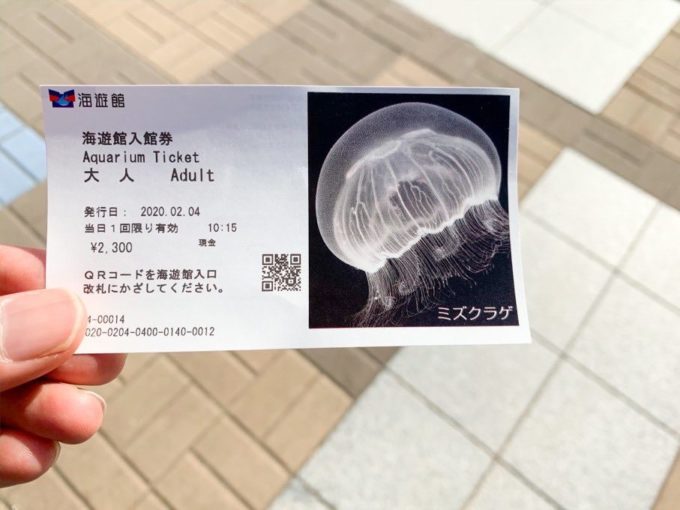 海遊館
海遊館入館券
Aquarium Ticket
大 人 Adult
発行日: 2020.02.04
当日1回限り有効 10:15
¥2,300 現金
QRコードを海遊館入口
改札にかざしてください。
4-00014
020-0204-0400-0140-0012
ミズクラゲ